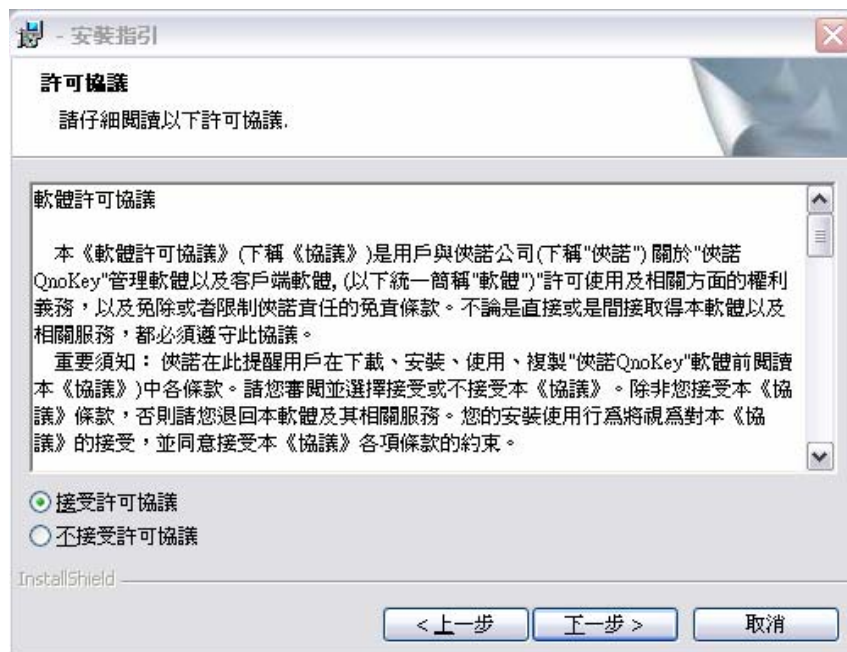 - 安裝指引
許可協議
請仔細閱讀以下許可協議.
軟體許可協議
本《軟體許可協議》(下稱《協議》)是用戶與俠諾公司(下稱"俠諾") 關於"俠諾
QnoKey"管理軟體以及客戶端軟體, (以下統一簡稱"軟體")"許可使用及相關方面的權利
義務，以及免除或者限制俠諾責任的免責條款。不論是直接或是間接取得本軟體以及
相關服務，都必須遵守此協議。
重要須知： 俠諾在此提醒用戶在下載、安裝、使用、複製"俠諾QnoKey"軟體前閱讀
本《協議》)中各條款。請您審閱並選擇接受或不接受本《協議》。除非您接受本《協
議》條款，否則請您退回本軟體及其相關服務。您的安裝使用行為將視為對本《協
議》的接受，並同意接受本《協議》各項條款的約束。
接受許可協議
不接受許可協議
InstallShield
< 上一步 下一步 > 取消